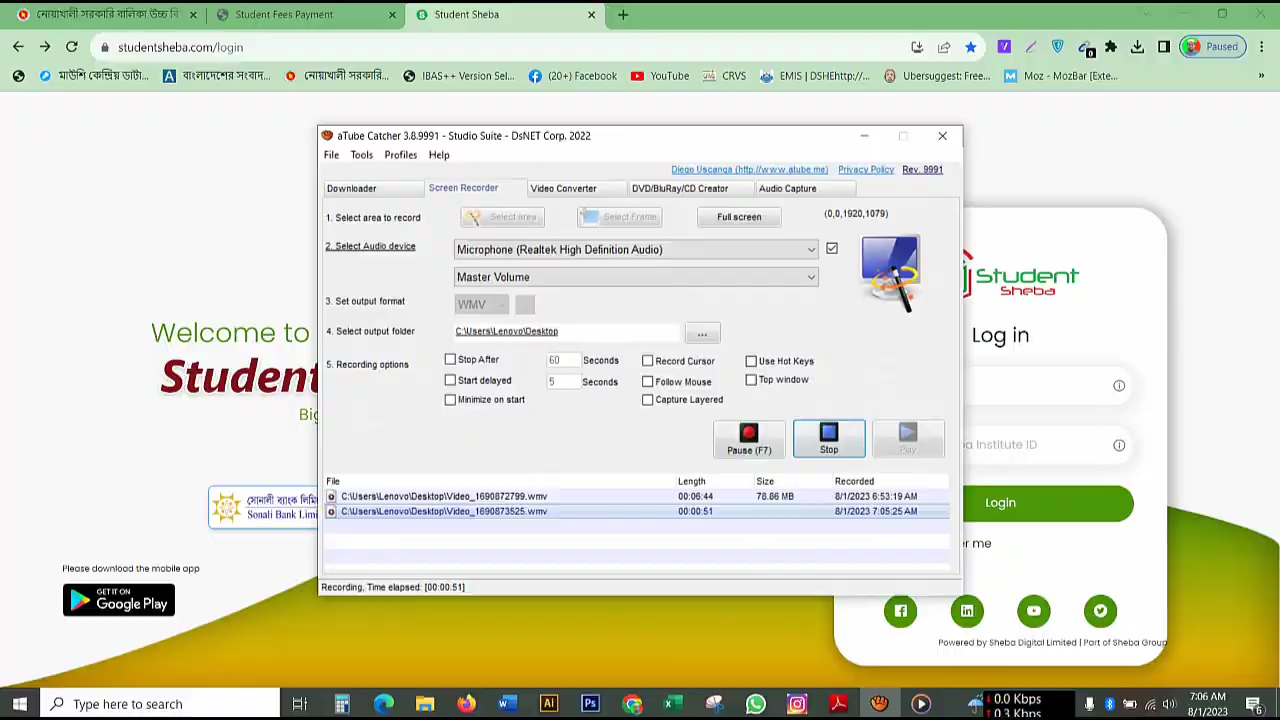 নোয়াখালী সরকারি বালিকা উচ্চ বি
Student Fees Payment
Student Sheba
studentsheba.com/login
Paused
মাউশি কেন্দ্রিয় ডাটা...
বাংলাদেশের সংবাদ...
নোয়াখালী সরকারি...
IBAS++ Version Sel...
(20+) Facebook
YouTube
CRVS
EMIS | DSHEhttp://...
Ubersuggest: Free...
Moz - MozBar [Exte...
aTube Catcher 3.8.9991 - Studio Suite - DsNET Corp. 2022
File Tools Profiles Help
Diego Uscanga (http://www.atube.me) Privacy Policy Rev. 9991
Downloader Screen Recorder Video Converter DVD/BluRay/CD Creator Audio Capture
1. Select area to record Select area Select Frame Full screen (0,0,1920,1079)
2. Select Audio device Microphone (Realtek High Definition Audio)
Master Volume
3. Set output format WMV
4. Select output folder C:\Users\Lenovo\Desktop ...
5. Recording options
Stop After 60 Seconds Record Cursor Use Hot Keys
Start delayed 5 Seconds Follow Mouse Top window
Minimize on start Capture Layered
Pause (F7) Stop Play
File Length Size Recorded
C:\Users\Lenovo\Desktop\Video_1690872799.wmv 00:06:44 78.86 MB 8/1/2023 6:53:19 AM
C:\Users\Lenovo\Desktop\Video_1690873525.wmv 00:00:51 8/1/2023 7:05:25 AM
Recording, Time elapsed: [00:00:51]
Welcome to
Student
Big
সোনালী ব্যাংক লিমি
Sonali Bank Limi
Please download the mobile app
GET IT ON
Google Play
Student
Sheba
Log in
Institute ID
Login
me
Powered by Sheba Digital Limited | Part of Sheba Group
Type here to search
0.0 Kbps
0.3 Kbps
7:06 AM
8/1/2023
6